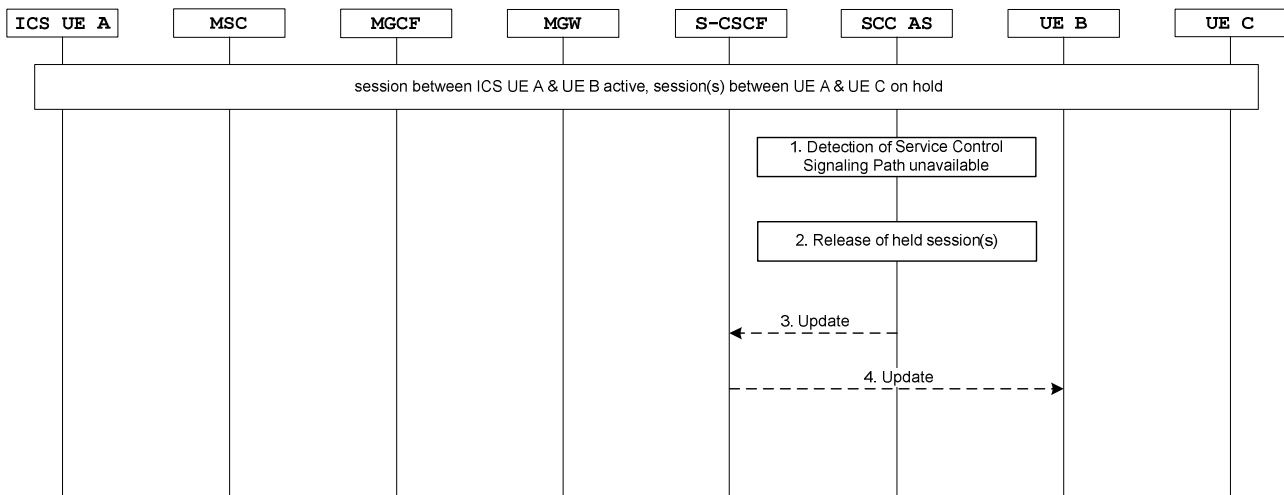 ICS UE A
MSC
MGCF
MGW
S-CSCF
SCC AS
UE B
UE C
session between ICS UE A & UE B active, session(s) between UE A & UE C on hold
1. Detection of Service Control
Signaling Path unavailable
2. Release of held session(s)
3. Update
4. Update